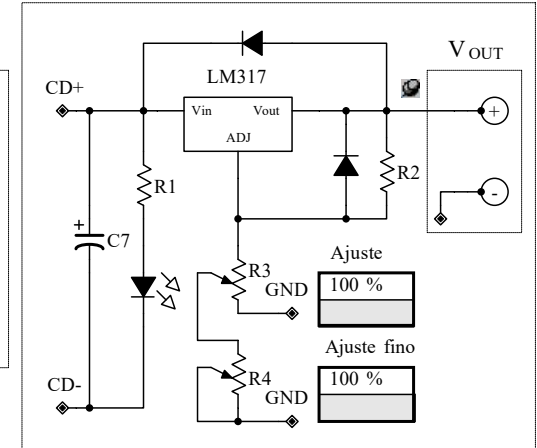 V OUT
LM317
CD+
Vin
Vout
+
ADJ
R1
R2
-
+
C7
Ajuste
R3
GND
100 %
Ajuste fino
CD-
R4
GND
100 %